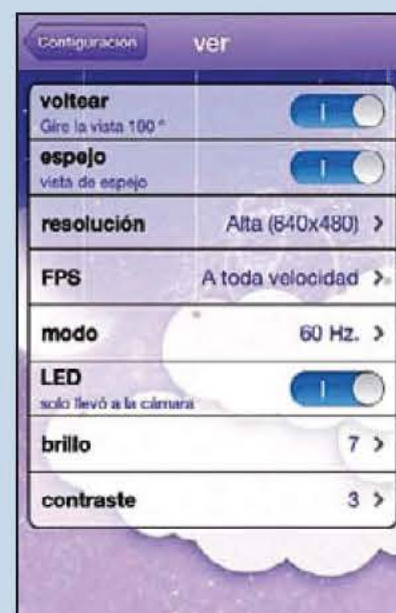 Configuración
ver
voltear
Gire la vista 180 °
espejo
vista de espejo
resolución Alta (640x480) >
FPS A toda velocidad >
modo 60 Hz. >
LED
solo llevó a la cámara
brillo 7 >
contraste 3 >